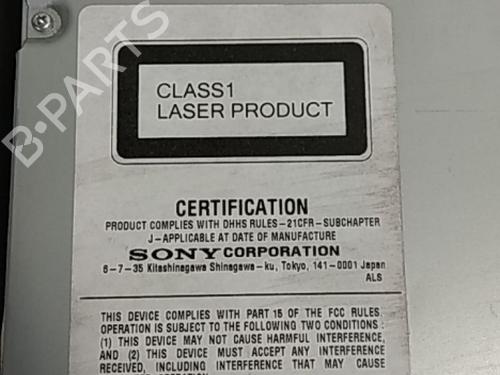 CLASS1
LASER PRODUCT
CERTIFICATION
PRODUCT COMPLIES WITH DHHS RULES-21CFR-SUBCHAPTER
J-APPLICABLE AT DATE OF MANUFACTURE
SONY CORPORATION
6-7-35 Kitashinagawa Shinagawa-ku, Tokyo, 141-0001 Japan
ALS
THIS DEVICE COMPLIES WITH PART 15 OF THE FCC RULES.
OPERATION IS SUBJECT TO THE FOLLOWING TWO CONDITIONS :
(1) THIS DEVICE MAY NOT CAUSE HARMFUL INTERFERENCE,
AND (2) THIS DEVICE MUST ACCEPT ANY INTERFERENCE
RECEIVED, INCLUDING INTERFERENCE THAT MAY CAUSE
B-PARTS